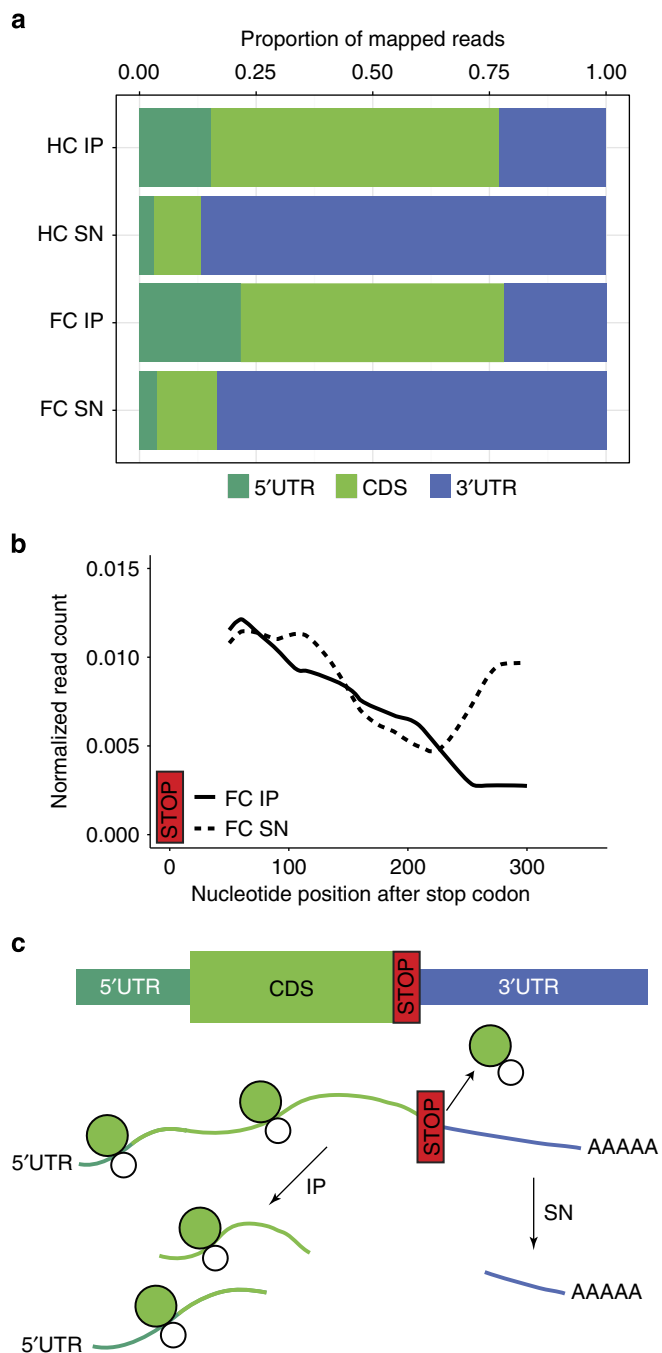 a
Proportion of mapped reads
0.00 0.25 0.50 0.75 1.00
HC IP
HC SN
FC IP
FC SN
5′UTR CDS 3′UTR
b
Normalized read count
0.015
0.010
0.005
0.000
STOP
FC IP
FC SN
0 100 200 300
Nucleotide position after stop codon
c
5′UTR CDS STOP 3′UTR
STOP
5′UTR
AAAAA
IP
SN
AAAAA
5′UTR